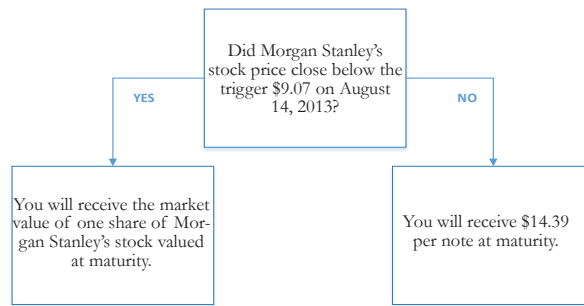 Did Morgan Stanley’s
stock price close below the
trigger $9.07 on August
14, 2013?
YES
NO
You will receive the market
value of one share of Mor-
gan Stanley’s stock valued
at maturity.
You will receive $14.39
per note at maturity.